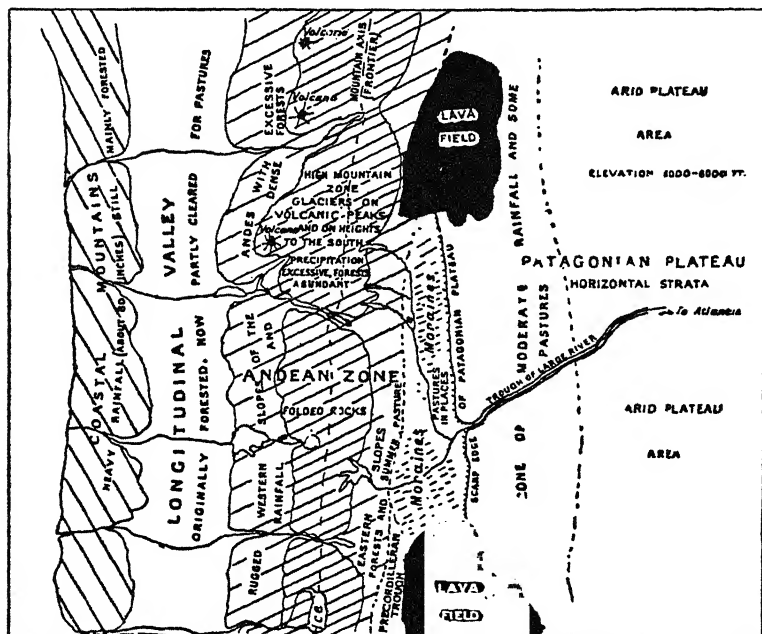 COASTAL MOUNTAINS
HEAVY RAINFALL (ABOUT 80 INCHES) STILL MAINLY FORESTED
LONGITUDINAL VALLEY
ORIGINALLY FORESTED, NOW PARTLY CLEARED FOR PASTURES
RUGGED WESTERN SLOPES OF THE ANDES WITH DENSE
RAINFALL AND EXCESSIVE FORESTS
Volcano
Volcano
Volcano
MOUNTAIN AXIS
(FRONTIER)
HIGH MOUNTAIN
ZONE
GLACIERS ON
VOLCANIC PEAKS
AND ON HEIGHTS
TO THE SOUTH
PRECIPITATION
EXCESSIVE, FORESTS
ABUNDANT
ANDEAN ZONE
FOLDED ROCKS
ICE
EASTERN SLOPES
FORESTS AND SUMMER PASTURE
PRECORDILLERAN
TROUGH
Moraines
Moraines
PASTURES
IN PLACES
SCARP EDGE OF PATAGONIAN PLATEAU
LAVA
FIELD
LAVA
FIELD
ZONE OF MODERATE RAINFALL AND SOME
PASTURES
TROUGH OF LARGE RIVER
To Atlantic
ARID PLATEAU
AREA
ELEVATION 2000-6000 FT.
PATAGONIAN PLATEAU
HORIZONTAL STRATA
ARID PLATEAU
AREA